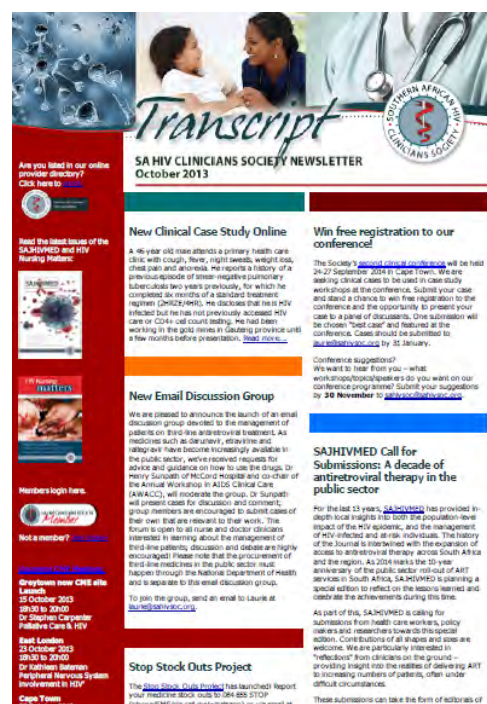 Transcript
SOUTHERN AFRICAN HIV CLINICIANS SOCIETY
SA HIV CLINICIANS SOCIETY NEWSLETTER
October 2013
Are you listed in our online
provider directory?
Click here to
Read the latest issues of the
SAJHIVMED and HIV
Nursing Matters:
HIV Nursing
matters
Members login here.
Member
Not a member?
Greytown new CME site
Launch
15 October 2013
18h30 to 20h00
Dr Stephen Carpenter
Palliative Care & HIV
East London
23 October 2013
18h30 to 20h00
Dr Kathleen Bateman
Peripheral Nervous System
Involvement in HIV'
Cape Town
New Clinical Case Study Online
A 46-year old male attends a primary health care
clinic with cough, fever, night sweats, weight loss,
chest pain and anorexia. He reports a history of a
previous episode of smear-negative pulmonary
tuberculosis two years previously, for which he
completed six months of a standard treatment
regimen (2HRZE/4HR). He discloses that he is HIV
infected but he has not previously accessed HIV
care or CD4+ cell count testing. He had been
working in the gold mines in Gauteng province until
a few months before presentation. Read more...
New Email Discussion Group
We are pleased to announce the launch of an email
discussion group devoted to the management of
patients on third-line antiretroviral treatment. As
medicines such as darunavir, etravirine and
raltegravir have become increasingly available in
the public sector, we've received requests for
advice and guidance on how to use the drugs. Dr
Henry Sunpath of McCord Hospital and co-chair of
the Annual Workshop in AIDS Clinical Care
(AWACC), will moderate the group. Dr Sunpath
will present cases for discussion and comment;
group members are encouraged to submit cases of
their own that are relevant to their work. The
forum is open to all nurse and doctor clinicians
interested in learning about the management of
third-line patients; discussion and debate are highly
encouraged! Please note that the procurement of
third-line medicines in the public sector must
happen through the National Department of Health
and is separate to this email discussion group.
To join the group, send an email to Laurie at
laurie@sahivsoc.org.
Stop Stock Outs Project
The Stop Stock Outs Project has launched! Report
your medicine stock outs to 084 855 STOP
Win free registration to our
conference!
The Society's second clinical conference will be held
24-27 September 2014 in Cape Town. We are
seeking clinical cases to be used in case study
workshops at the conference. Submit your case
and stand a chance to win free registration to the
conference and the opportunity to present your
case to a panel of discussants. One submission will
be chosen "best case" and featured at the
conference. Cases should be submitted to
laurie@sahivsoc.org by 31 January.
Conference suggestions?
We want to hear from you – what
workshops/topics/speakers do you want on our
conference programme? Submit your suggestions
by 30 November to sahivsoc@sahivsoc.org.
SAJHIVMED Call for
Submissions: A decade of
antiretroviral therapy in the
public sector
For the last 13 years, SAJHIVMED has provided in-
depth local insights into both the population-level
impact of the HIV epidemic, and the management
of HIV-infected and at-risk individuals. The history
of the Journal is intertwined with the expansion of
access to antiretroviral therapy across South Africa
and the region. As 2014 marks the 10-year
anniversary of the public sector roll-out of ART
services in South Africa, SAJHIVMED is planning a
special edition to reflect on the lessons learned and
celebrate the achievements during this time.
As part of this, SAJHIVMED is calling for
submissions from health care workers, policy
makers and researchers towards this special
edition. Contributions of all shapes and sizes are
welcome. We are particularly interested in
"reflections" from clinicians on the ground –
providing insight into the realities of delivering ART
to increasing numbers of patients, often under
difficult circumstances.
These submissions can take the form of editorials of